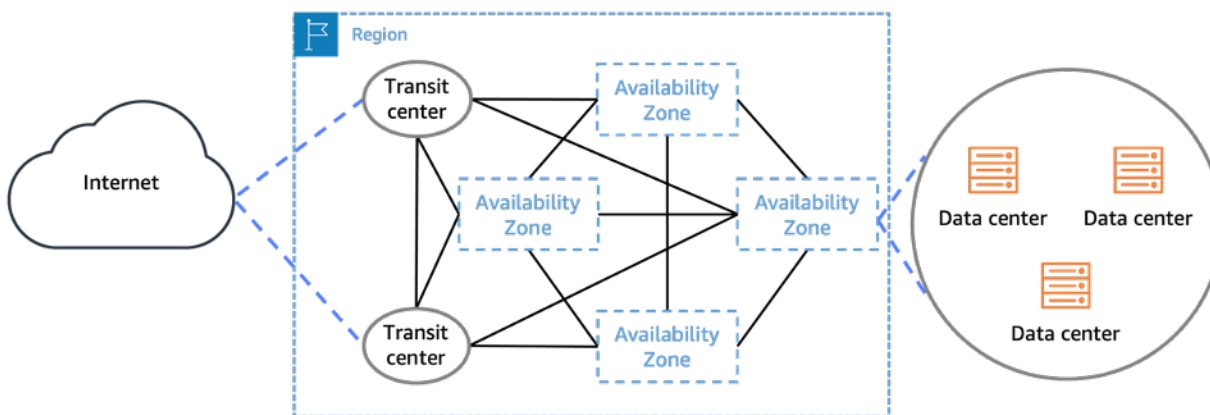 Region
Transit
center
Availability
Zone
Internet
Availability
Zone
Availability
Zone
Data center
Data center
Transit
center
Availability
Zone
Data center